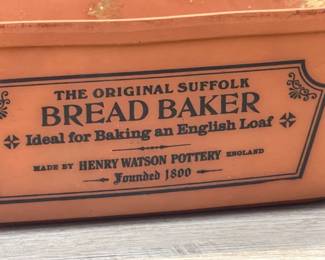 THE ORIGINAL SUFFOLK
BREAD BAKER
Ideal for Baking an English Loaf
MADE BY HENRY WATSON POTTERY ENGLAND
Founded 1800